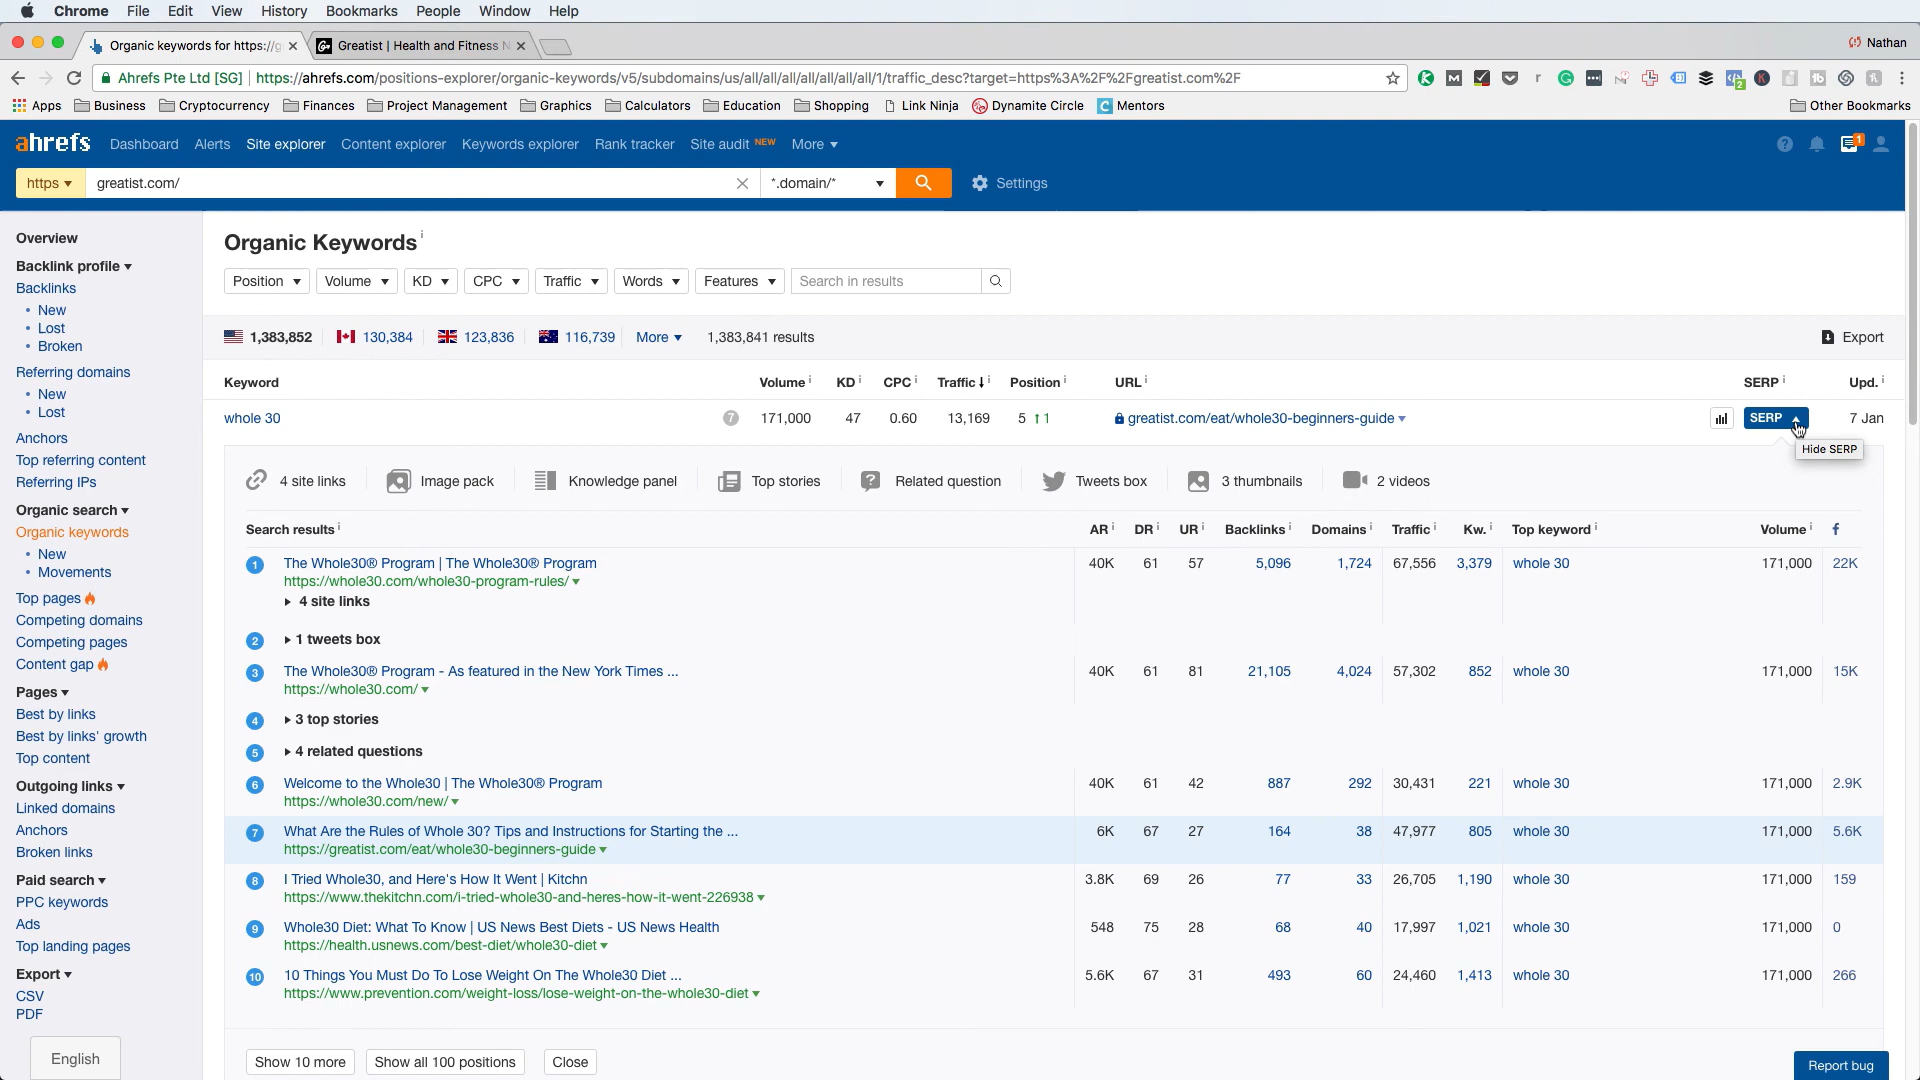 Chrome File Edit View History Bookmarks People Window Help
Organic keywords for https://g
Greatist | Health and Fitness N
Nathan
Ahrefs Pte Ltd [SG] https://ahrefs.com/positions-explorer/organic-keywords/v5/subdomains/us/all/all/all/all/all/all/all/1/traffic_desc?target=https%3A%2F%2Fgreatist.com%2F
Apps Business Cryptocurrency Finances Project Management Graphics Calculators Education Shopping Link Ninja Dynamite Circle Mentors Other Bookmarks
ahrefs Dashboard Alerts Site explorer Content explorer Keywords explorer Rank tracker Site audit NEW More 1
https greatist.com/ *.domain/* Settings
Overview
Backlink profile
Backlinks
New
Lost
Broken
Referring domains
New
Lost
Anchors
Top referring content
Referring IPs
Organic search
Organic keywords
New
Movements
Top pages
Competing domains
Competing pages
Content gap
Pages
Best by links
Best by links' growth
Top content
Outgoing links
Linked domains
Anchors
Broken links
Paid search
PPC keywords
Ads
Top landing pages
Export
CSV
PDF
English
Organic Keywords
Position Volume KD CPC Traffic Words Features Search in results
1,383,852 130,384 123,836 116,739 More 1,383,841 results Export
Keyword Volume KD CPC Traffic Position URL SERP Upd.
whole 30 171,000 47 0.60 13,169 5 ↑1 greatist.com/eat/whole30-beginners-guide SERP 7 Jan
Hide SERP
4 site links Image pack Knowledge panel Top stories Related question Tweets box 3 thumbnails 2 videos
Search results AR DR UR Backlinks Domains Traffic Kw. Top keyword Volume f
1 The Whole30® Program | The Whole30® Program 40K 61 57 5,096 1,724 67,556 3,379 whole 30 171,000 22K
https://whole30.com/whole30-program-rules/
4 site links
2 1 tweets box
3 The Whole30® Program - As featured in the New York Times ... 40K 61 81 21,105 4,024 57,302 852 whole 30 171,000 15K
https://whole30.com/
4 3 top stories
5 4 related questions
6 Welcome to the Whole30 | The Whole30® Program 40K 61 42 887 292 30,431 221 whole 30 171,000 2.9K
https://whole30.com/new/
7 What Are the Rules of Whole 30? Tips and Instructions for Starting the ... 6K 67 27 164 38 47,977 805 whole 30 171,000 5.6K
https://greatist.com/eat/whole30-beginners-guide
8 I Tried Whole30, and Here's How It Went | Kitchn 3.8K 69 26 77 33 26,705 1,190 whole 30 171,000 159
https://www.thekitchn.com/i-tried-whole30-and-heres-how-it-went-226938
9 Whole30 Diet: What To Know | US News Best Diets - US News Health 548 75 28 68 40 17,997 1,021 whole 30 171,000 0
https://health.usnews.com/best-diet/whole30-diet
10 10 Things You Must Do To Lose Weight On The Whole30 Diet ... 5.6K 67 31 493 60 24,460 1,413 whole 30 171,000 266
https://www.prevention.com/weight-loss/lose-weight-on-the-whole30-diet
Show 10 more Show all 100 positions Close
Report bug